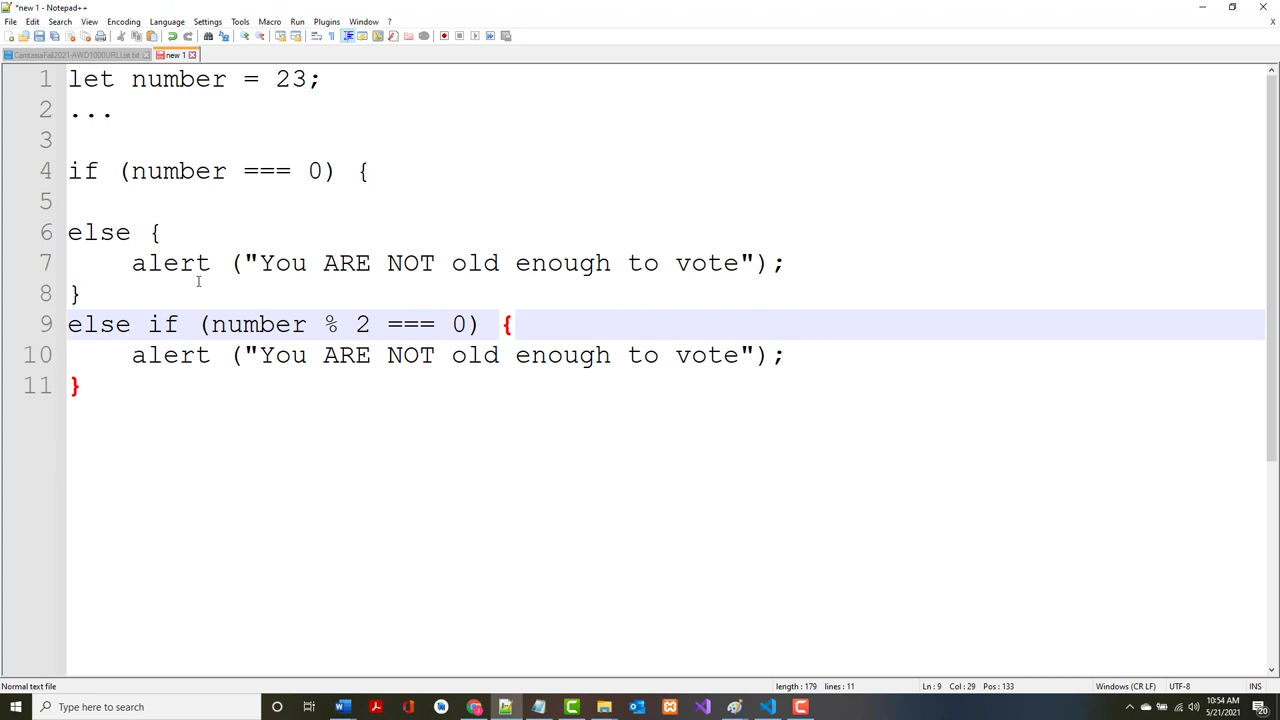 *new 1 - Notepad++
File Edit Search View Encoding Language Settings Tools Macro Run Plugins Window ? X
CamtasiaFall2021-AWD1000URLList.txt new 1
1 let number = 23;
2 ...
3
4 if (number === 0) {
5
6 else {
7 alert ("You ARE NOT old enough to vote");
8 }
9 else if (number % 2 === 0) {
10 alert ("You ARE NOT old enough to vote");
11 }
Normal text file length : 179 lines : 11 Ln : 9 Col : 29 Pos : 133 Windows (CR LF) UTF-8 INS
Type here to search 10:54 AM
5/21/2021 20